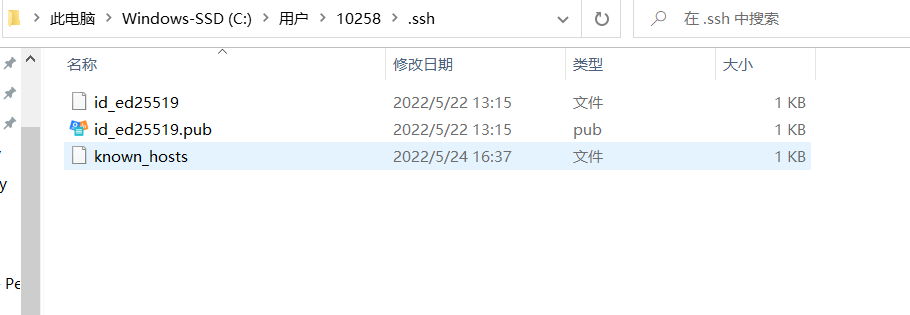 此电脑 > Windows-SSD (C:) > 用户 > 10258 > .ssh
在 .ssh 中搜索
名称 修改日期 类型 大小
id_ed25519 2022/5/22 13:15 文件 1 KB
id_ed25519.pub 2022/5/22 13:15 pub 1 KB
known_hosts 2022/5/24 16:37 文件 1 KB
y
Pe